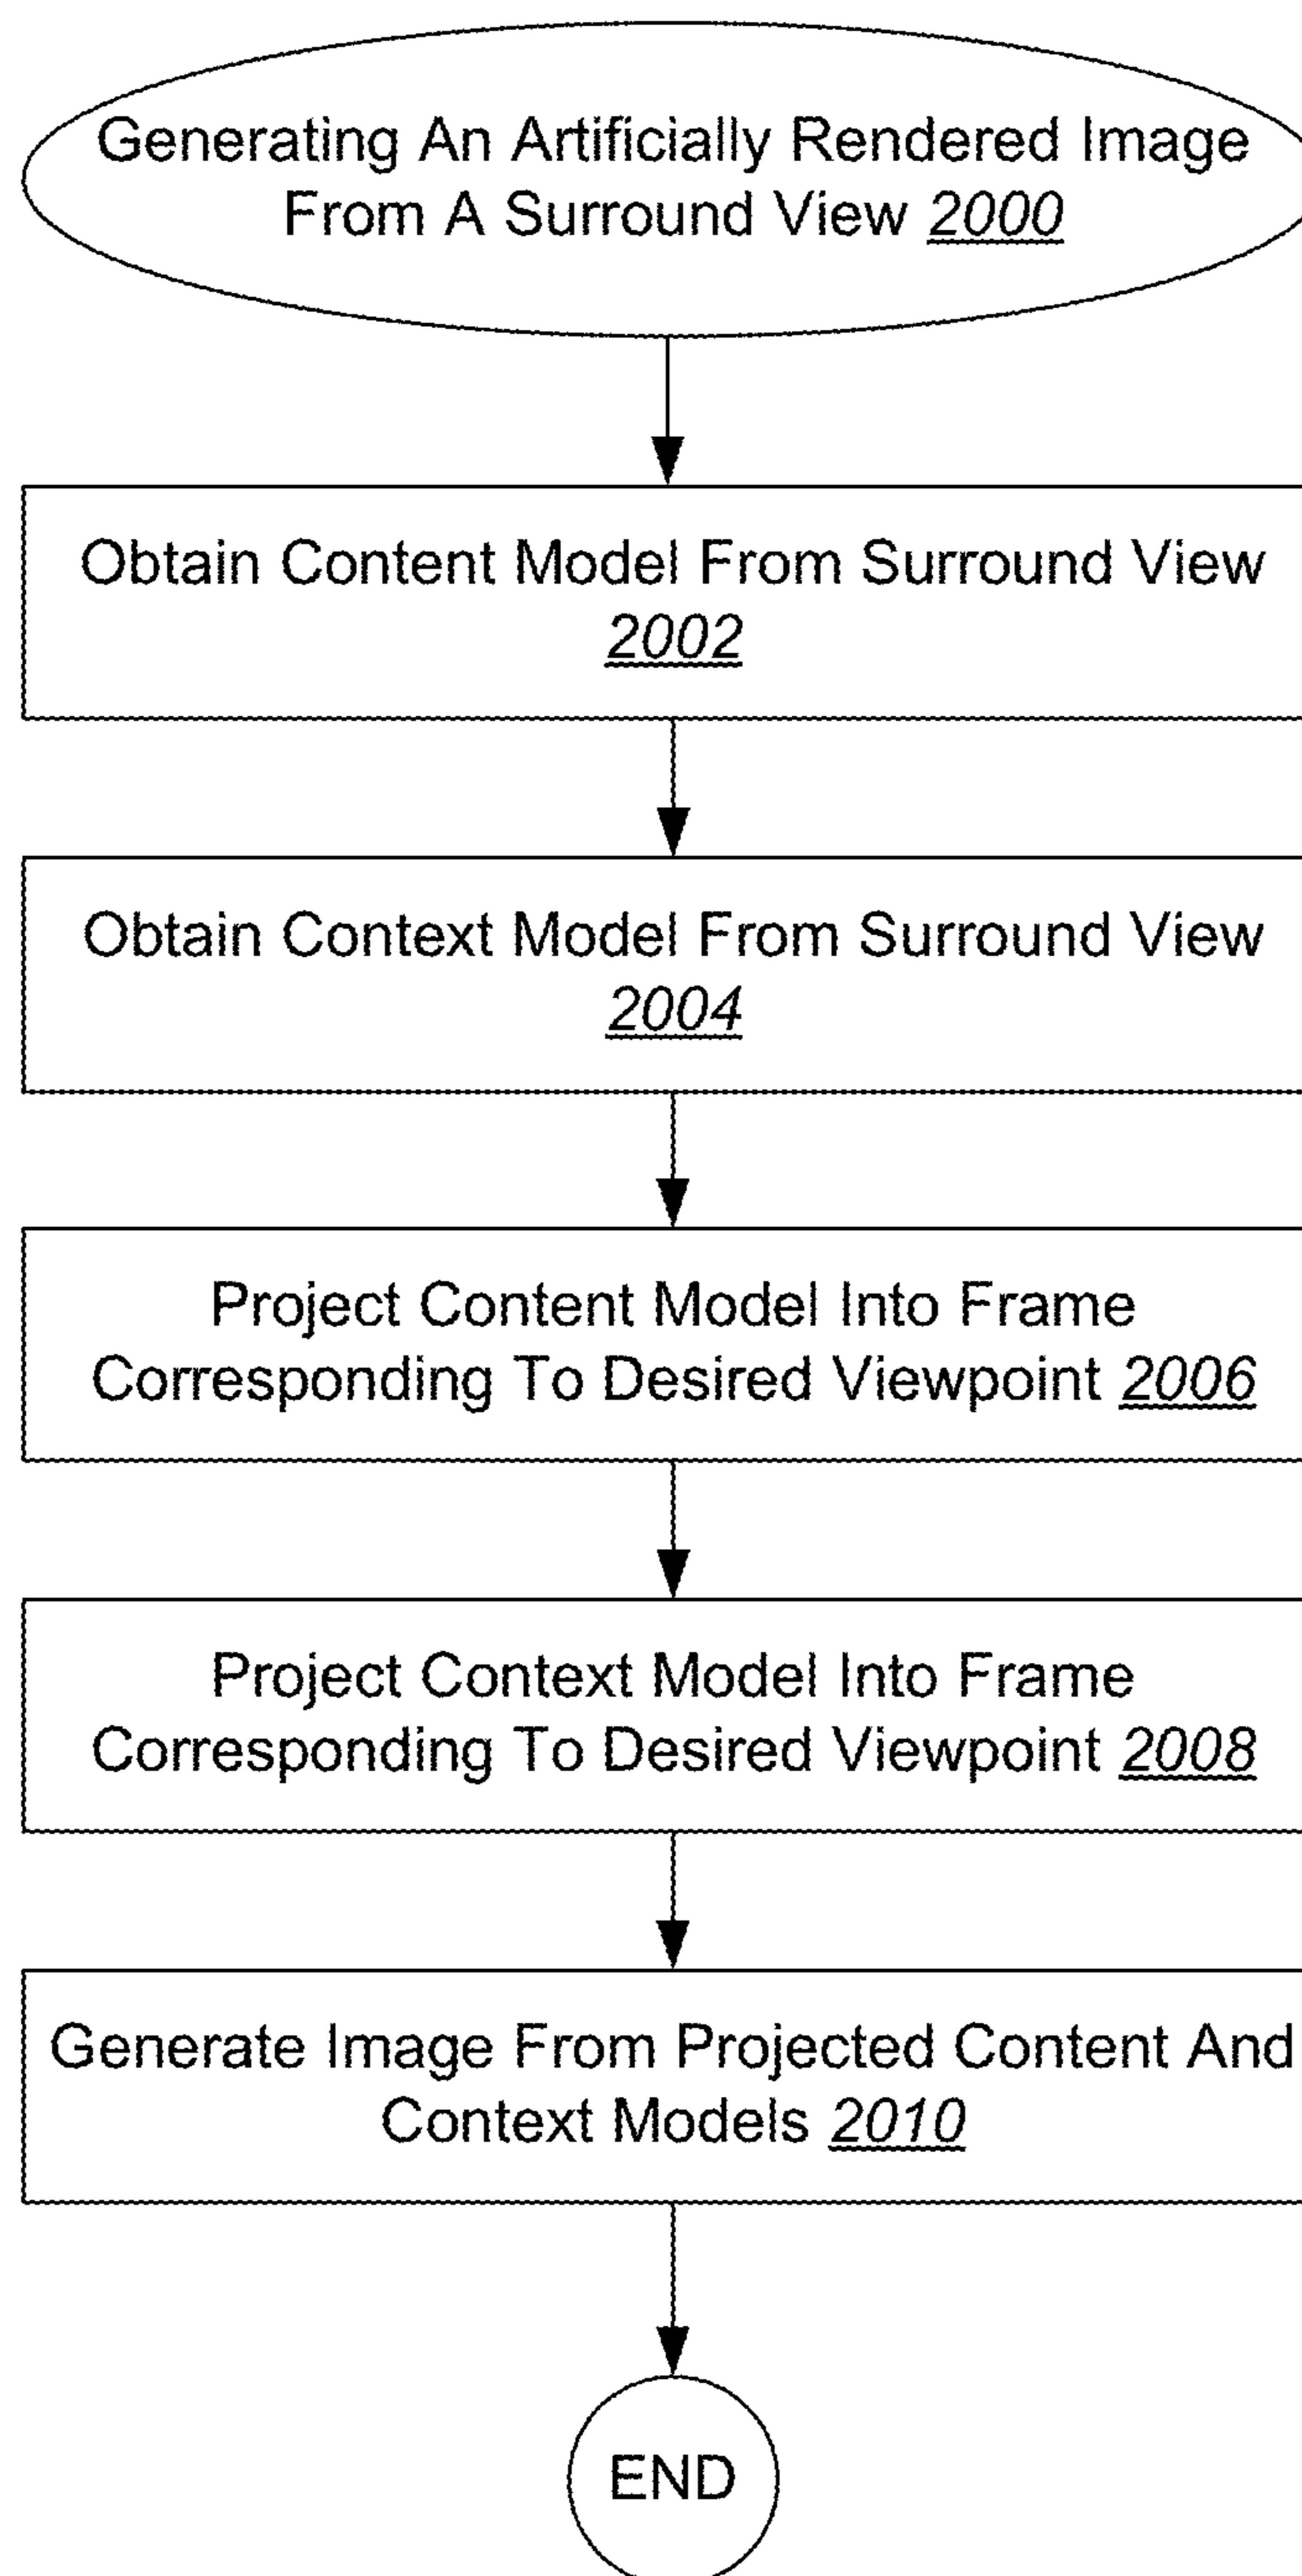 Generating An Artificially Rendered Image
From A Surround View 2000
Obtain Content Model From Surround View
2002
Obtain Context Model From Surround View
2004
Project Content Model Into Frame
Corresponding To Desired Viewpoint 2006
Project Context Model Into Frame
Corresponding To Desired Viewpoint 2008
Generate Image From Projected Content And
Context Models 2010
END